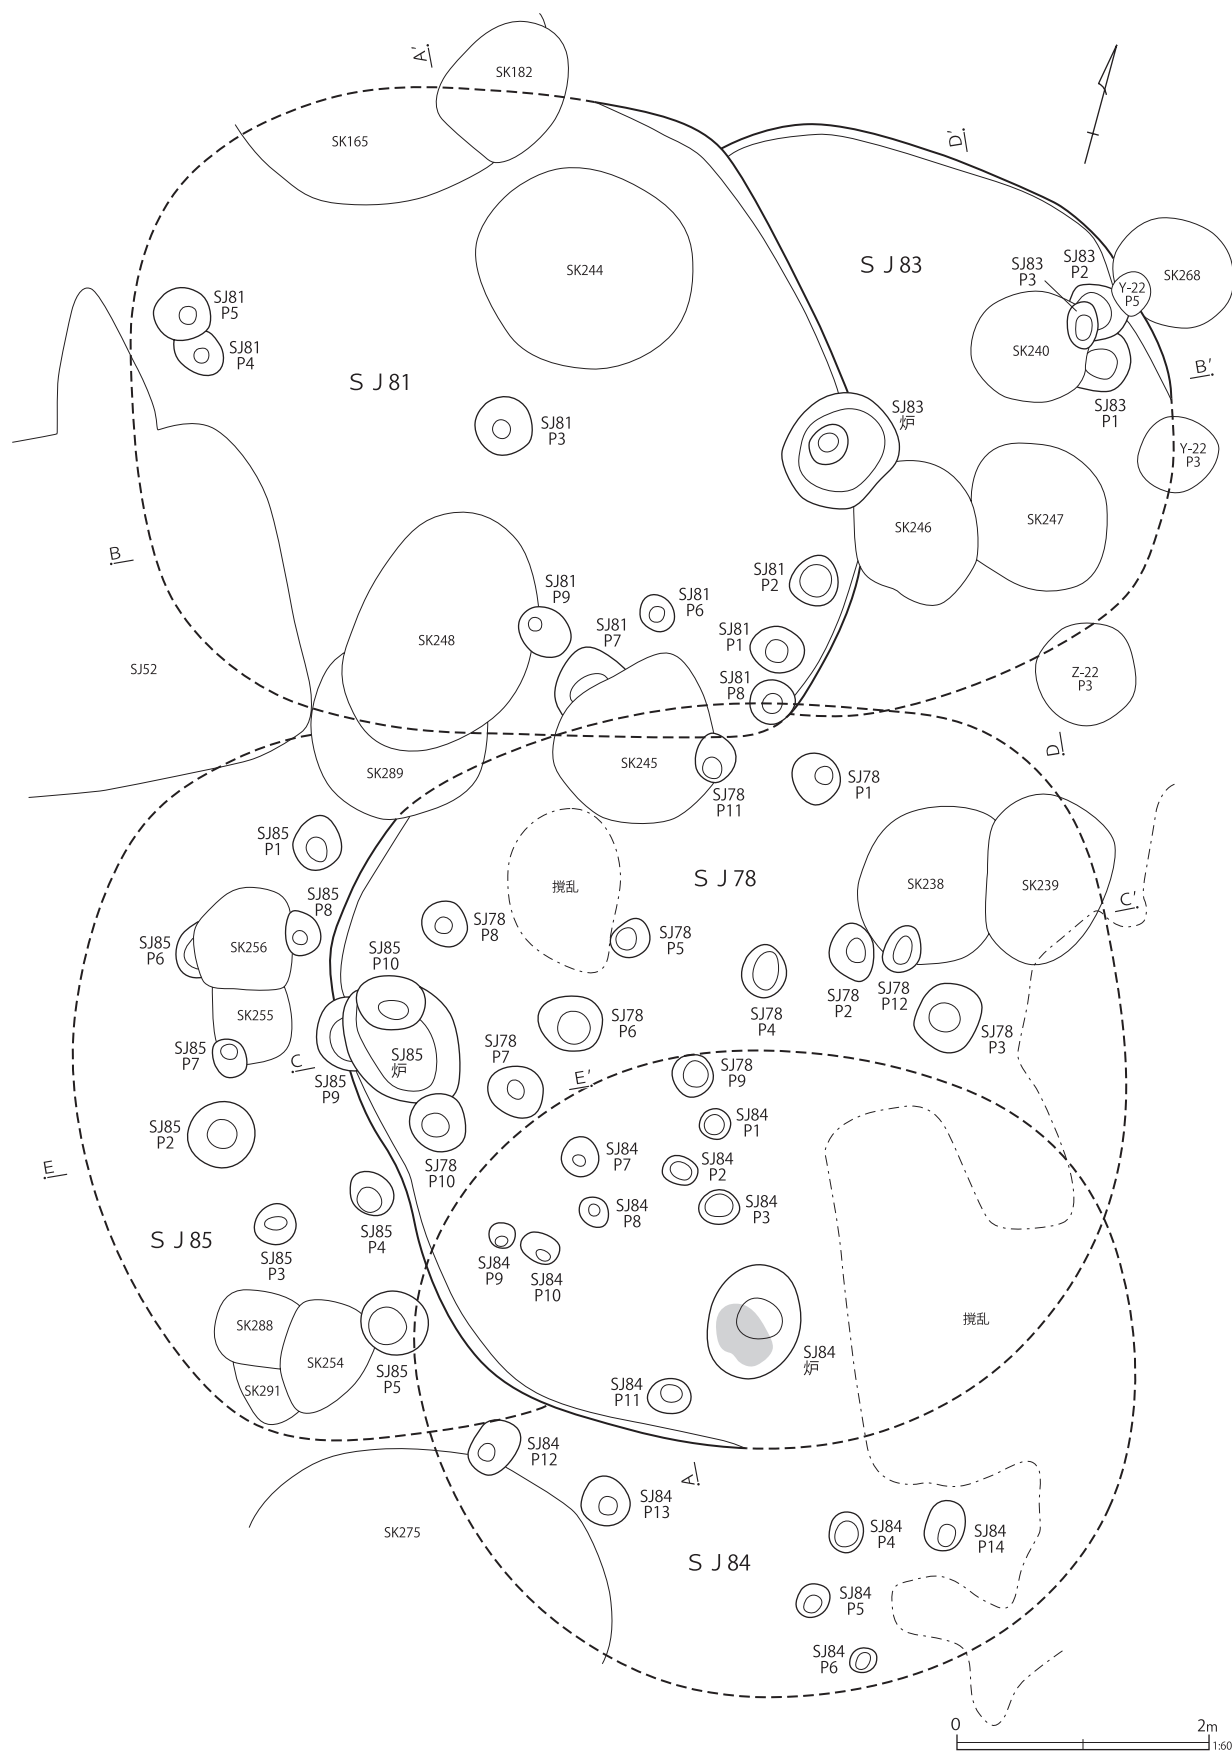 A`
SK182
SK165
D`
SK244
ＳＪ83
SJ83
P3
SJ83
P2
Y-22
P5
SK268
SJ81
P5
SJ81
P4
SK240
B′
ＳＪ81
SJ83
P1
SJ83
炉
SJ81
P3
Y-22
P3
SK246
SK247
B
SJ81
P2
SJ81
P9
SJ81
P6
SJ81
P7
SJ81
P1
SK248
SJ52
SJ81
P8
Z-22
P3
D
SK289
SK245
SJ78
P11
SJ78
P1
SJ85
P1
ＳＪ78
撹乱
SK238
SK239
C′
SJ85
P8
SJ78
P8
SJ78
P5
SJ85
P6
SK256
SJ85
P10
SJ78
P4
SJ78
P2
SJ78
P12
SK255
SJ78
P6
SJ78
P3
SJ85
P7
C
SJ85
P9
SJ85
炉
SJ78
P7
E′
SJ78
P9
SJ85
P2
SJ84
P1
E
SJ78
P10
SJ84
P7
SJ84
P2
SJ84
P8
SJ84
P3
ＳＪ85
SJ85
P3
SJ85
P4
SJ84
P9
SJ84
P10
SK288
撹乱
SK254
SJ84
炉
SK291
SJ85
P5
SJ84
P11
SJ84
P12
A
SJ84
P13
SK275
SJ84
P4
SJ84
P14
ＳＪ84
SJ84
P5
SJ84
P6
0
2m
1:60